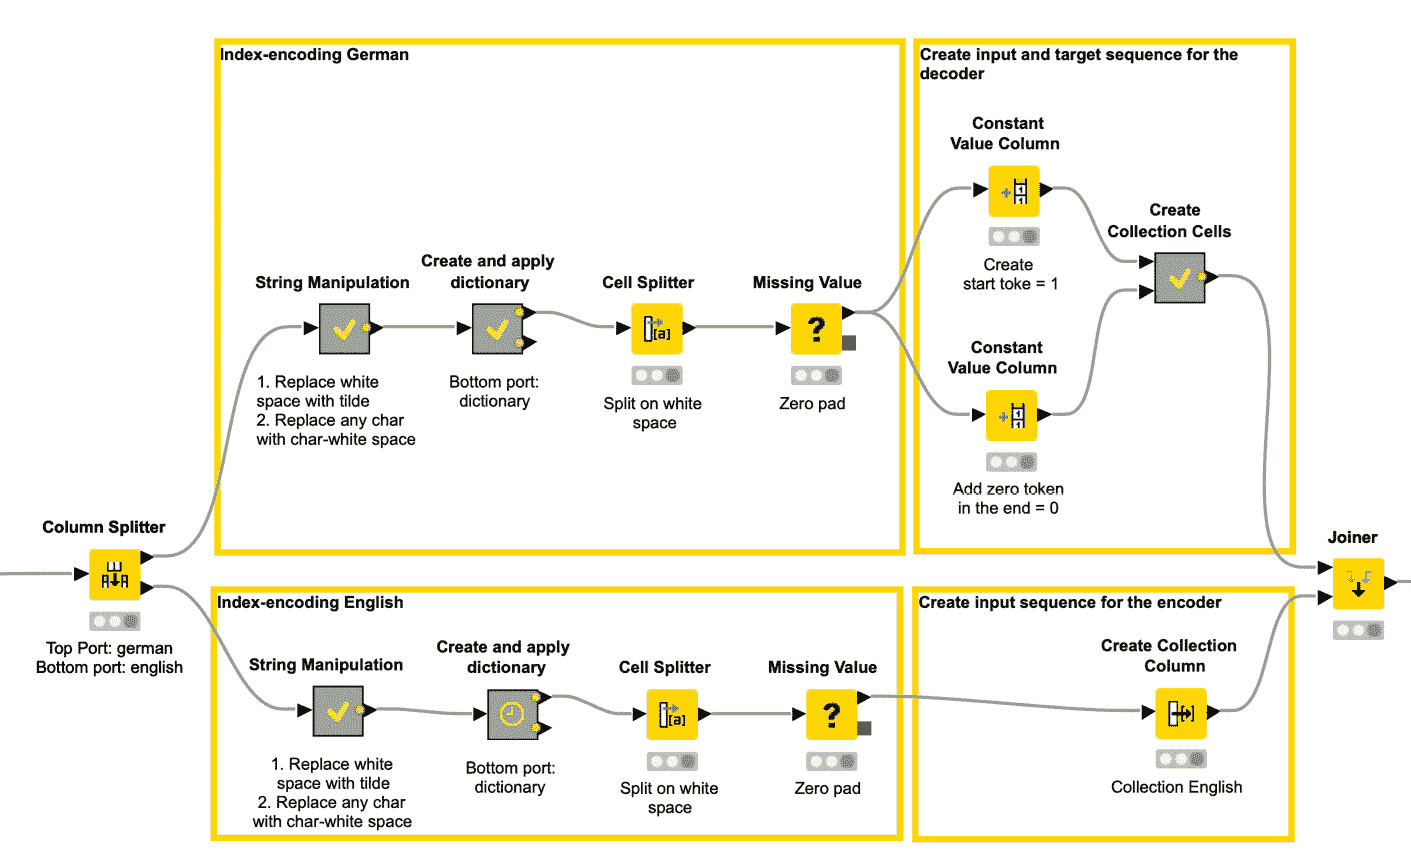 Index-encoding German
Create input and target sequence for the
decoder
Constant
Value Column
Create
start toke = 1
Create
Collection Cells
String Manipulation
1. Replace white
space with tilde
2. Replace any char
with char-white space
Create and apply
dictionary
Bottom port:
dictionary
Cell Splitter
[a]
Split on white
space
Missing Value
?
Zero pad
Constant
Value Column
Add zero token
in the end = 0
Column Splitter
Top Port: german
Bottom port: english
Joiner
Index-encoding English
Create input sequence for the encoder
String Manipulation
1. Replace white
space with tilde
2. Replace any char
with char-white space
Create and apply
dictionary
Bottom port:
dictionary
Cell Splitter
[a]
Split on white
space
Missing Value
?
Zero pad
Create Collection
Column
Collection English